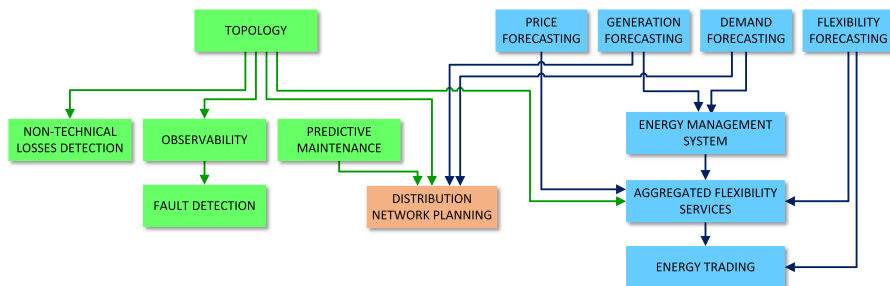 TOPOLOGY
PRICE
FORECASTING
GENERATION
FORECASTING
DEMAND
FORECASTING
FLEXIBILITY
FORECASTING
NON-TECHNICAL
LOSSES DETECTION
OBSERVABILITY
PREDICTIVE
MAINTENANCE
ENERGY MANAGEMENT
SYSTEM
FAULT DETECTION
DISTRIBUTION
NETWORK PLANNING
AGGREGATED FLEXIBILITY
SERVICES
ENERGY TRADING